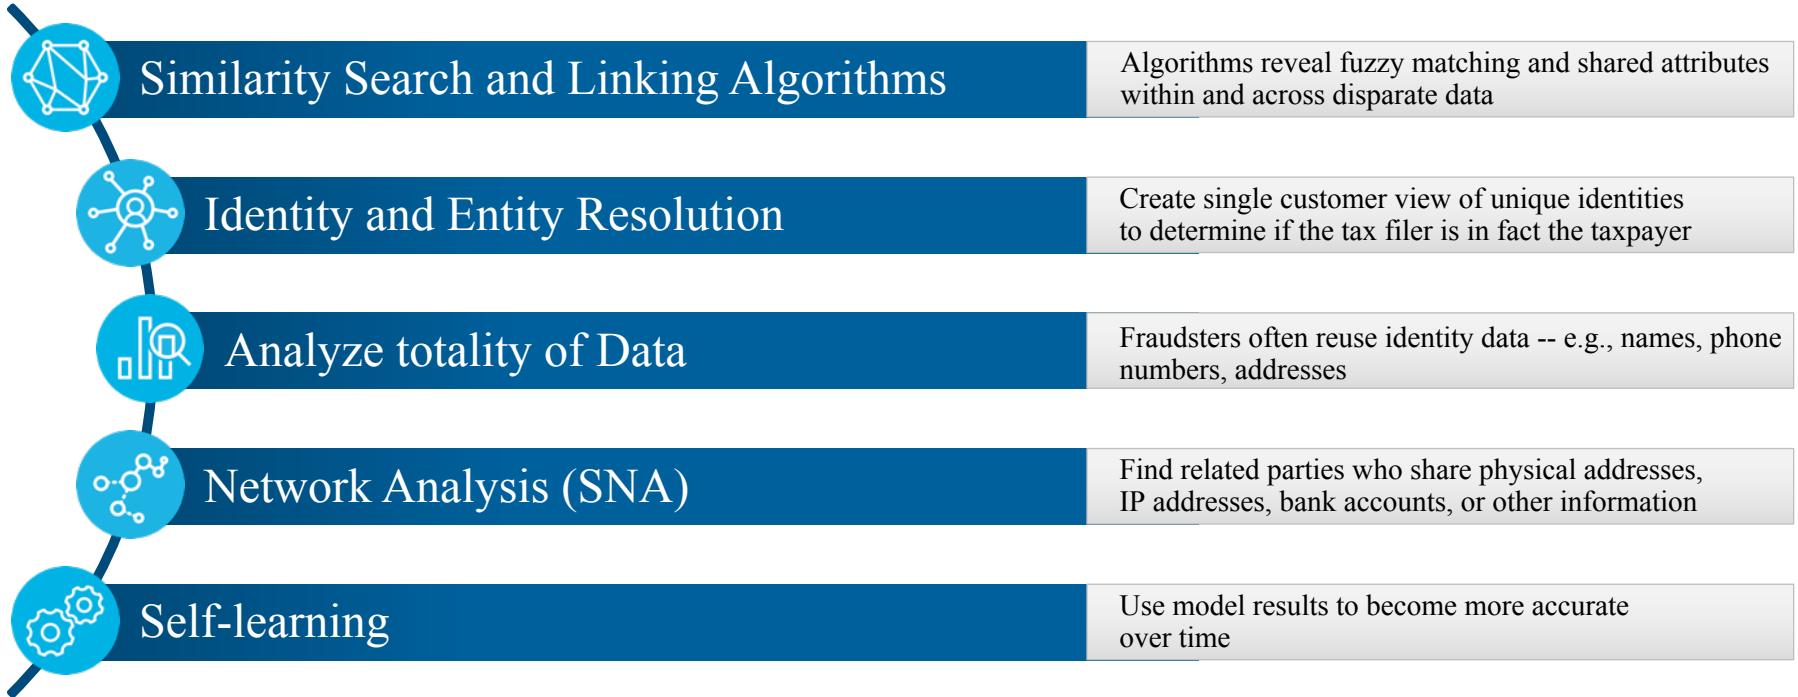 Similarity Search and Linking Algorithms
Algorithms reveal fuzzy matching and shared attributes
within and across disparate data
Identity and Entity Resolution
Create single customer view of unique identities
to determine if the tax filer is in fact the taxpayer
Analyze totality of Data
Fraudsters often reuse identity data -- e.g., names, phone
numbers, addresses
Network Analysis (SNA)
Find related parties who share physical addresses,
IP addresses, bank accounts, or other information
Self-learning
Use model results to become more accurate
over time